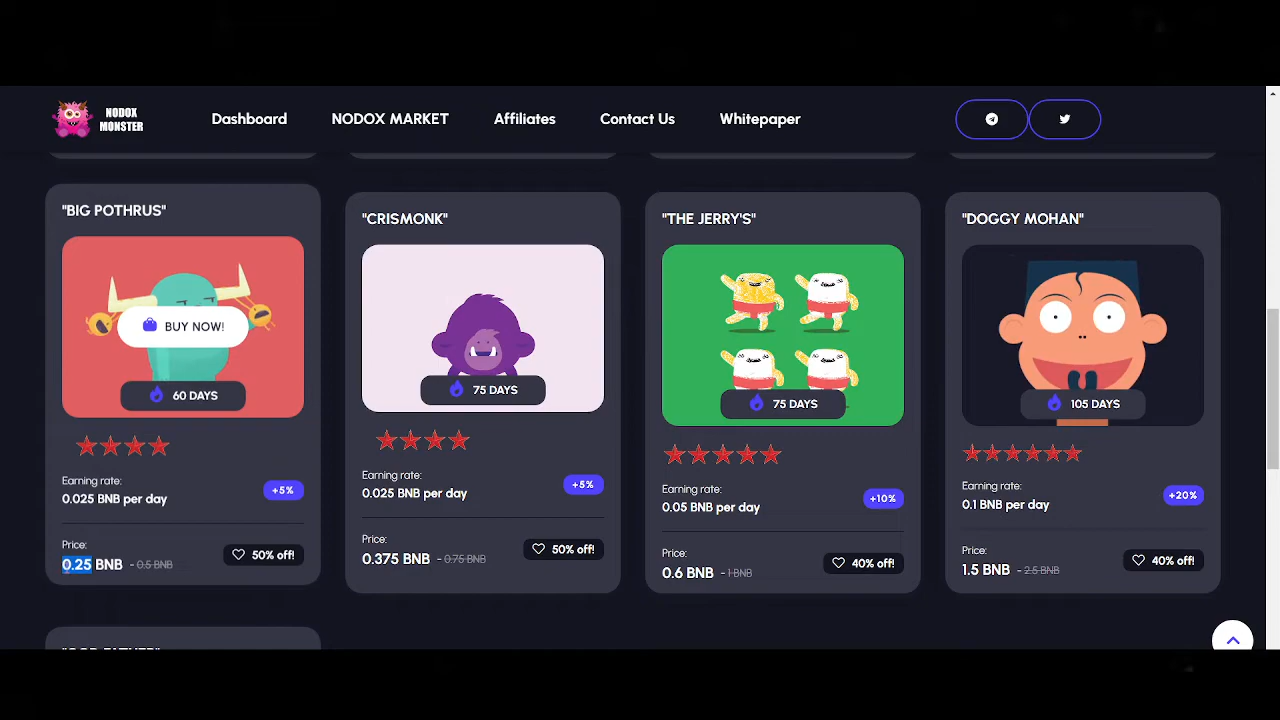 NODOX
MONSTER
Dashboard
NODOX MARKET
Affiliates
Contact Us
Whitepaper
"BIG POTHRUS"
BUY NOW!
60 DAYS
Earning rate:
0.025 BNB per day
+5%
Price:
0.25 BNB - 0.5 BNB
50% off!
"CRISMONK"
75 DAYS
Earning rate:
0.025 BNB per day
+5%
Price:
0.375 BNB - 0.75 BNB
50% off!
"THE JERRY'S"
75 DAYS
Earning rate:
0.05 BNB per day
+10%
Price:
0.6 BNB - 1 BNB
40% off!
"DOGGY MOHAN"
105 DAYS
Earning rate:
0.1 BNB per day
+20%
Price:
1.5 BNB - 2.5 BNB
40% off!